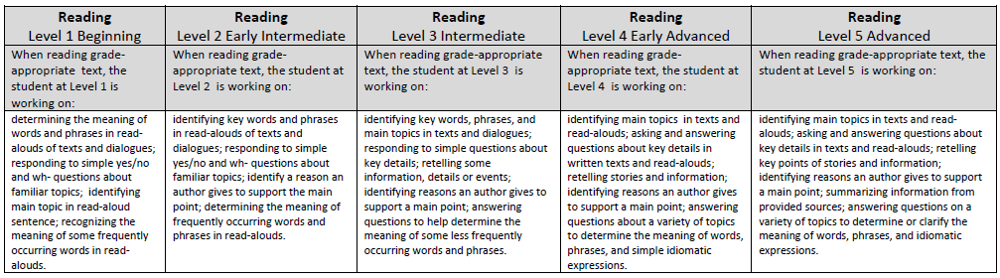 Reading
Level 1 Beginning
When reading grade-
appropriate text, the
student at Level 1 is
working on:
determining the meaning of
words and phrases in read-
alouds of texts and dialogues;
responding to simple yes/no
and wh- questions about
familiar topics; identifying
main topic in read-aloud
sentence; recognizing the
meaning of some frequently
occurring words in read-
alouds.
Reading
Level 2 Early Intermediate
When reading grade-
appropriate text, the student at
Level 2 is working on:
identifying key words and phrases
in read-alouds of texts and
dialogues; responding to simple
yes/no and wh- questions about
familiar topics; identify a reason an
author gives to support the main
point; determining the meaning of
frequently occurring words and
phrases in read-alouds.
Reading
Level 3 Intermediate
When reading grade-appropriate
text, the student at Level 3 is
working on:
identifying key words, phrases, and
main topics in texts and dialogues;
responding to simple questions about
key details; retelling some
information, details or events;
identifying reasons an author gives to
support a main point; answering
questions to help determine the
meaning of some less frequently
occurring words and phrases.
Reading
Level 4 Early Advanced
When reading grade-
appropriate text, the student at
Level 4 is working on:
identifying main topics in texts and
read-alouds; asking and answering
questions about key details in
written texts and read-alouds;
retelling stories and information;
identifying reasons an author gives
to support a main point; answering
questions about a variety of topics
to determine the meaning of words,
phrases, and simple idiomatic
expressions.
Reading
Level 5 Advanced
When reading grade-appropriate text, the
student at Level 5 is working on:
identifying main topics in texts and read-
alouds; asking and answering questions about
key details in texts and read-alouds; retelling
key points of stories and information;
identifying reasons an author gives to support
a main point; summarizing information from
provided sources; answering questions on a
variety of topics to determine or clarify the
meaning of words, phrases, and idiomatic
expressions.